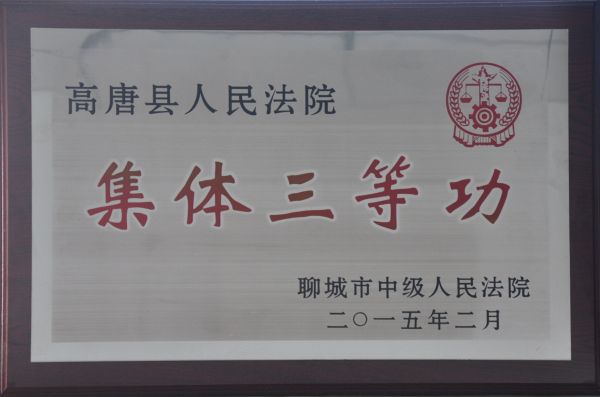 高唐县人民法院
集体三等功
聊城市中级人民法院
二〇一五年二月